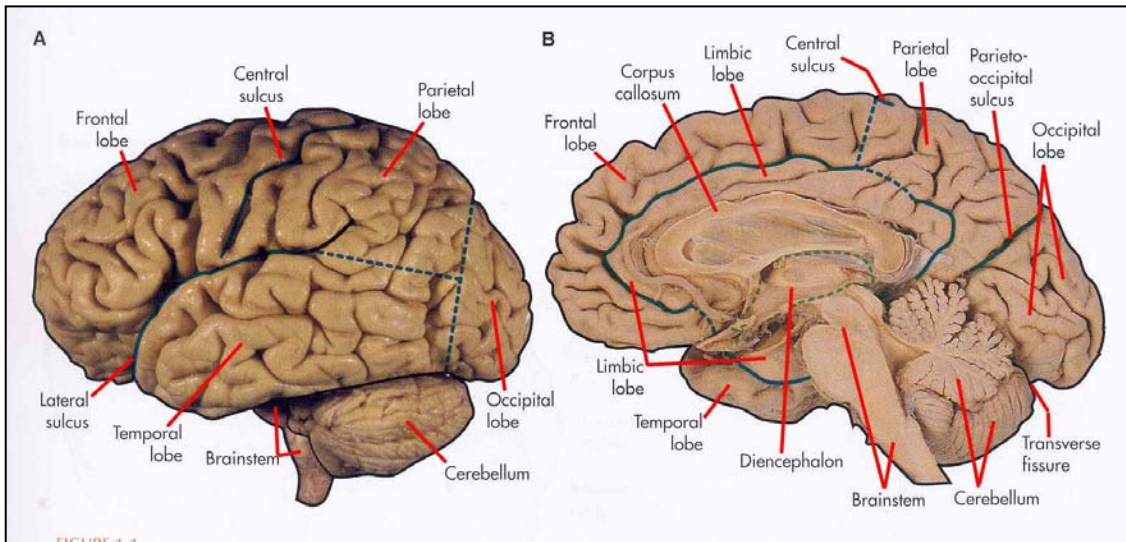 A
Central
sulcus
Parietal
lobe
Frontal
lobe
Lateral
sulcus
Temporal
lobe
Brainstem
Cerebellum
Occipital
lobe
B
Corpus
callosum
Limbic
lobe
Central
sulcus
Parietal
lobe
Parieto-
occipital
sulcus
Occipital
lobe
Frontal
lobe
Limbic
lobe
Temporal
lobe
Diencephalon
Brainstem
Cerebellum
Transverse
fissure
FIGURE 1-1